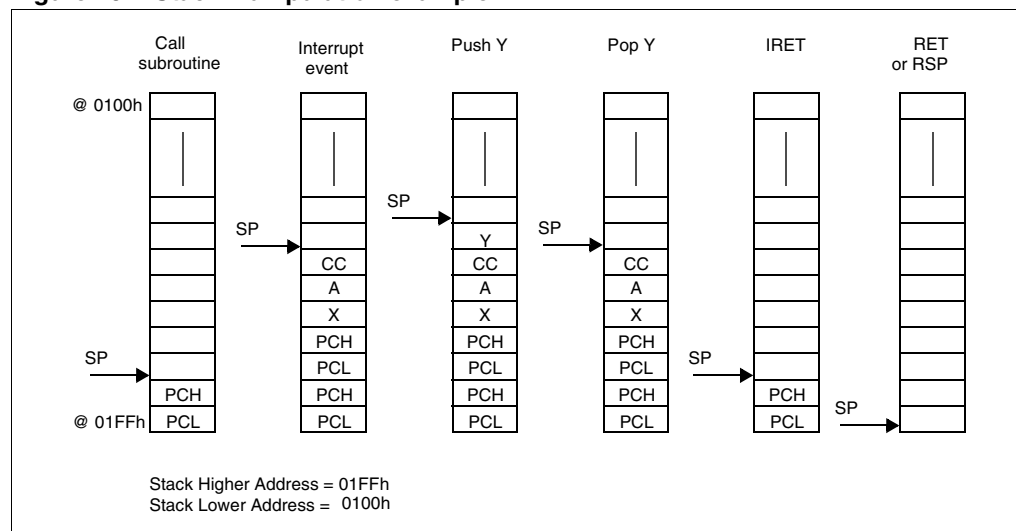 Call subroutine
Interrupt event
Push Y
Pop Y
IRET
RET or RSP
@ 0100h
SP
SP
SP
Y
CC
CC
CC
A
A
A
X
X
X
PCH
PCH
PCH
SP
PCL
PCL
PCL
SP
PCH
PCH
PCH
PCH
PCH
SP
@ 01FFh
PCL
PCL
PCL
PCL
PCL
Stack Higher Address = 01FFh
Stack Lower Address = 0100h